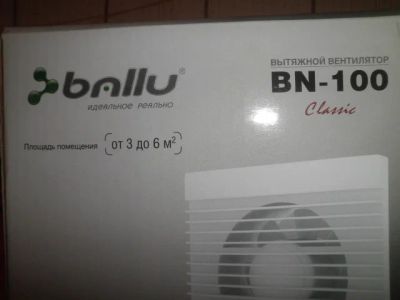 ballu®
ИДЕАЛЬНОЕ РЕАЛЬНО
ВЫТЯЖНОЙ ВЕНТИЛЯТОР
BN-100
Classic
Площадь помещения от 3 до 6 м²